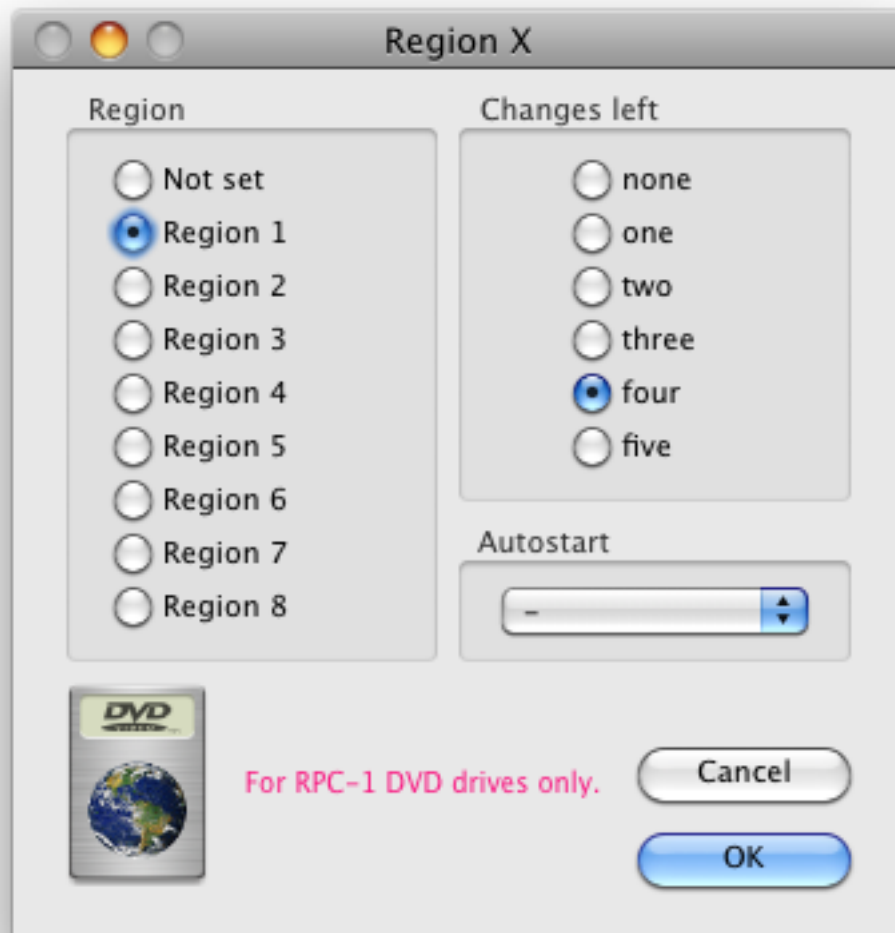 Region X
Region
Not set
Region 1
Region 2
Region 3
Region 4
Region 5
Region 6
Region 7
Region 8
Changes left
none
one
two
three
four
five
Autostart
-
DVD
VIDEO
For RPC-1 DVD drives only.
Cancel
OK